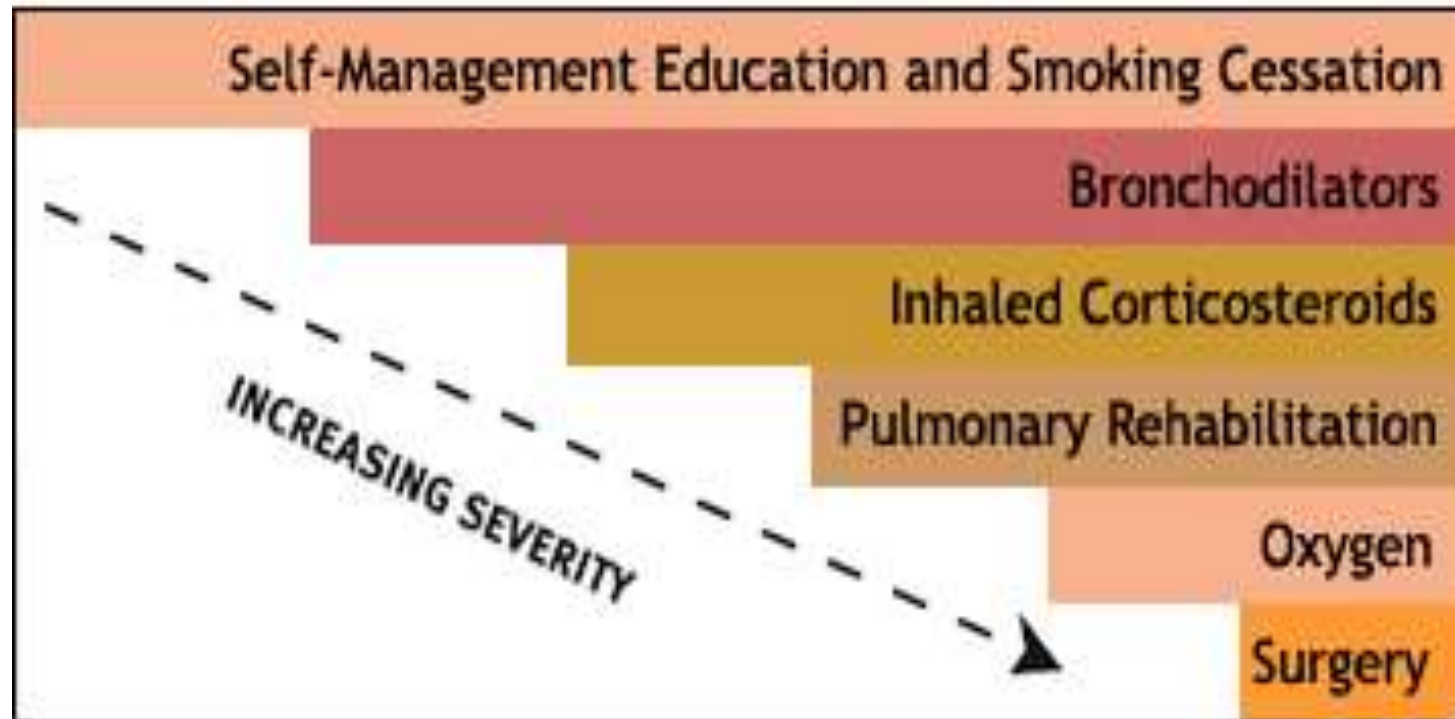 Self-Management Education and Smoking Cessation
Bronchodilators
Inhaled Corticosteroids
Pulmonary Rehabilitation
Oxygen
Surgery
INCREASING SEVERITY